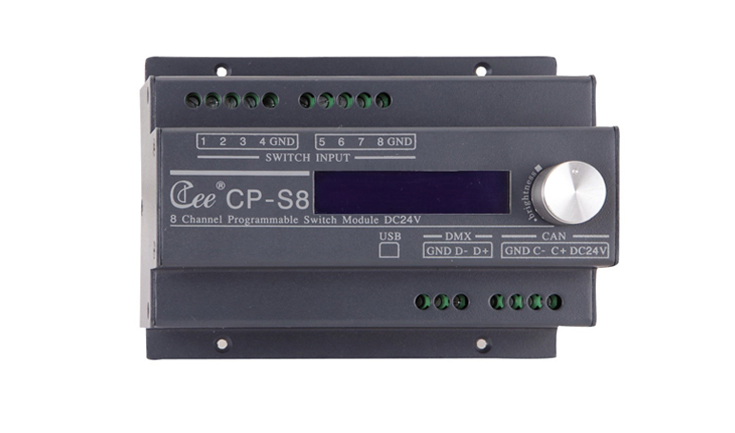 1 2 3 4 GND 5 6 7 8 GND
SWITCH INPUT
Cee® CP-S8
8 Channel Programmable Switch Module DC24V
brightness
USB DMX CAN
GND D- D+ GND C- C+ DC24V